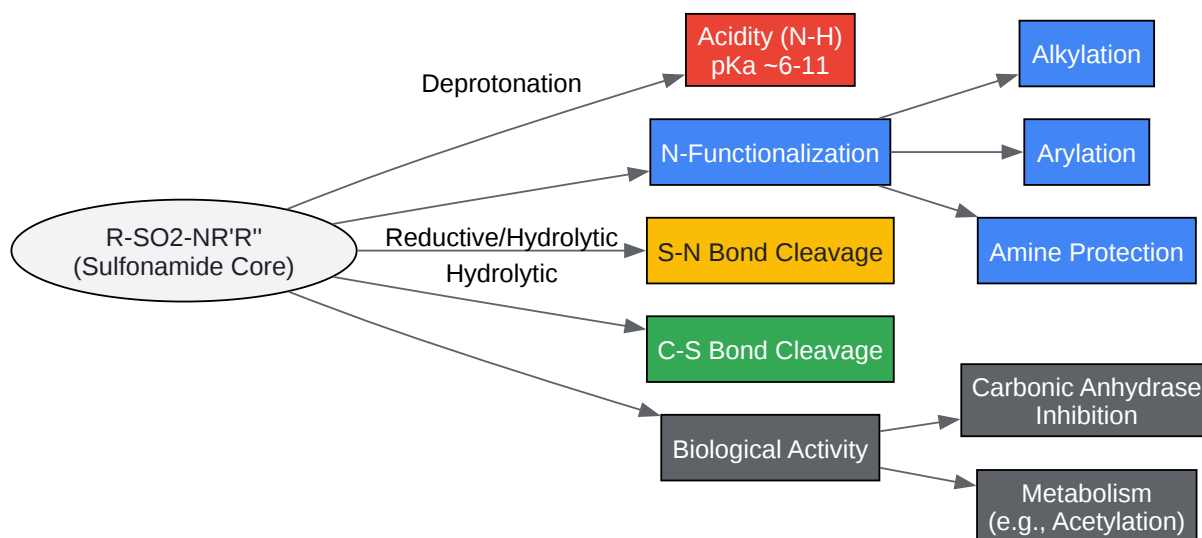 R-SO2-NR'R"
(Sulfonamide Core)
Deprotonation
Reductive/Hydrolytic
Hydrolytic
Acidity (N-H)
pKa ~6-11
N-Functionalization
S-N Bond Cleavage
C-S Bond Cleavage
Biological Activity
Alkylation
Arylation
Amine Protection
Carbonic Anhydrase
Inhibition
Metabolism
(e.g., Acetylation)